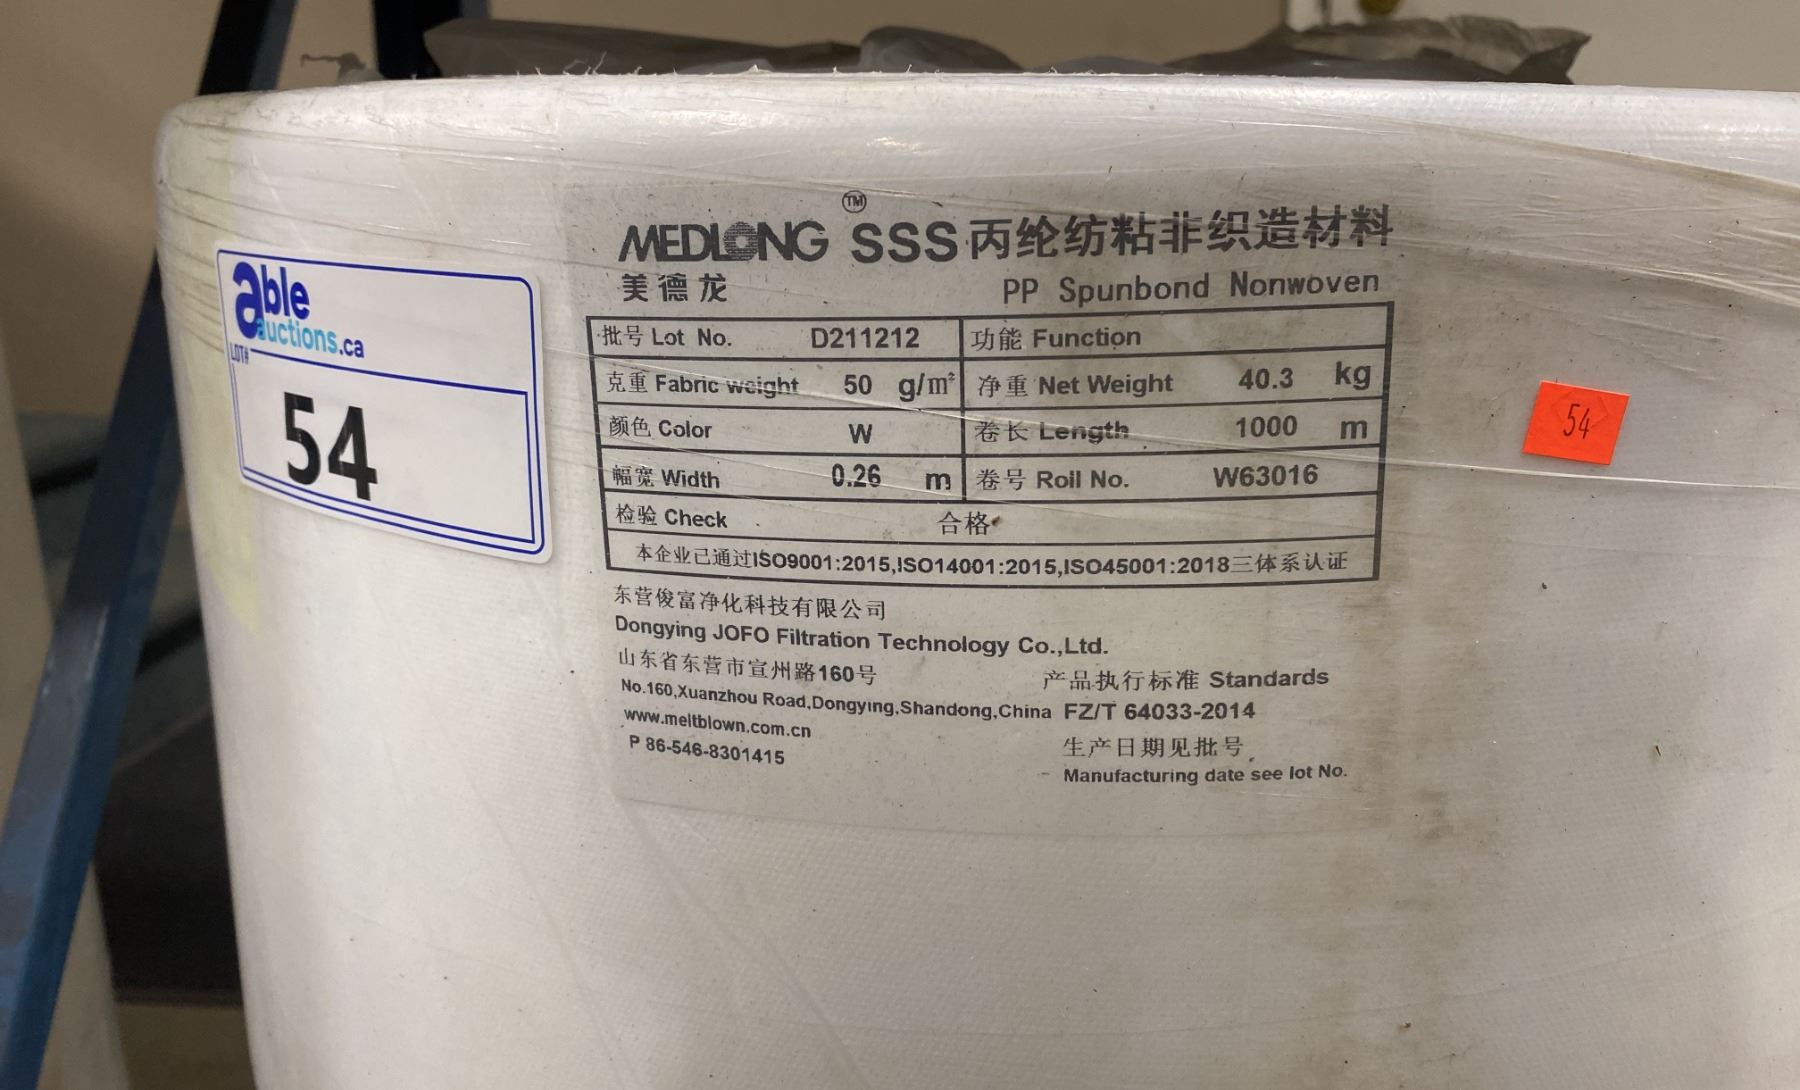 able
auctions.ca
LOT#
54
MEDLONG TM SSS 丙纶纺粘非织造材料
美德龙 PP Spunbond Nonwoven
批号 Lot No. D211212 功能 Function
克重 Fabric weight 50 g/m² 净重 Net Weight 40.3 kg
颜色 Color W 卷长 Length 1000 m
幅宽 Width 0.26 m 卷号 Roll No. W63016
检验 Check 合格
本企业已通过ISO9001:2015,ISO14001:2015,ISO45001:2018三体系认证
东营俊富净化科技有限公司
Dongying JOFO Filtration Technology Co.,Ltd.
山东省东营市宣州路160号
No.160,Xuanzhou Road,Dongying,Shandong,China
www.meltblown.com.cn
P 86-546-8301415
产品执行标准 Standards
FZ/T 64033-2014
生产日期见批号
Manufacturing date see lot No.
54